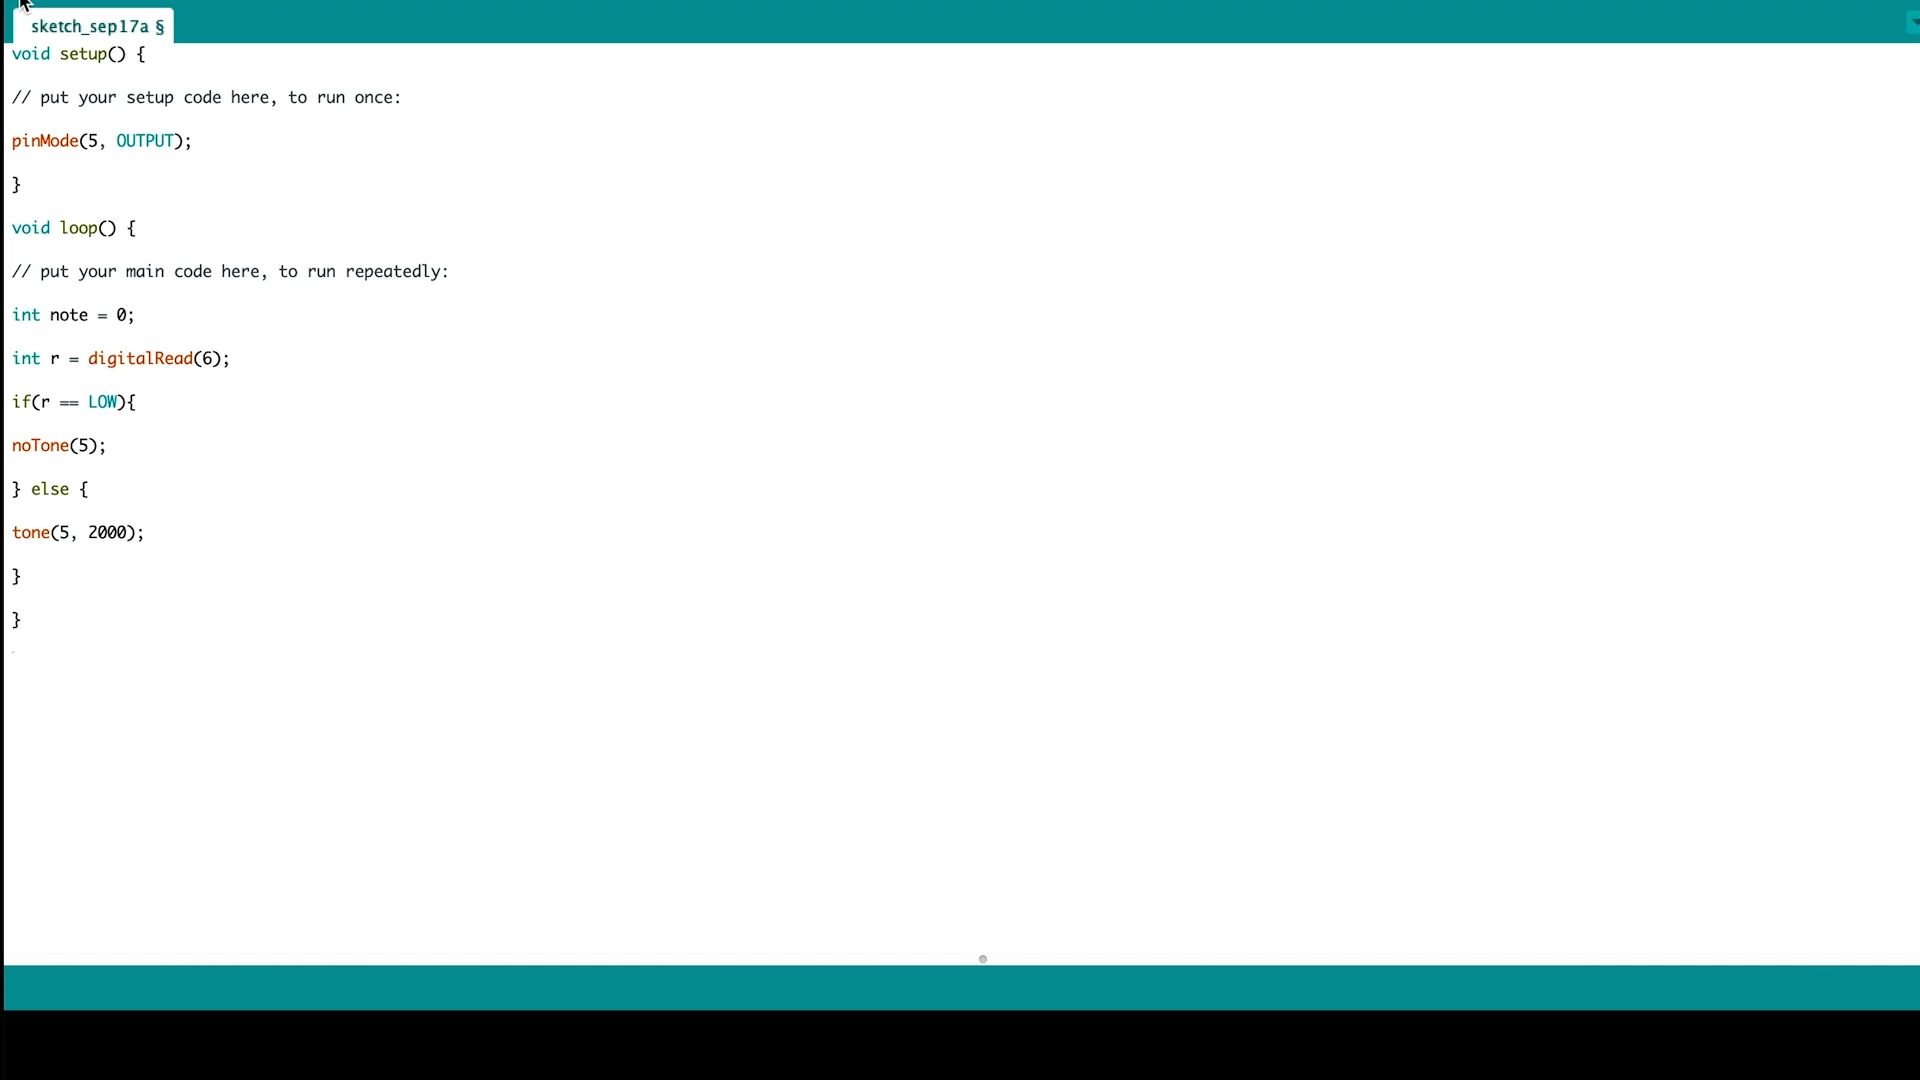 sketch_sep17a §
void setup() {
// put your setup code here, to run once:
pinMode(5, OUTPUT);
}
void loop() {
// put your main code here, to run repeatedly:
int note = 0;
int r = digitalRead(6);
if(r == LOW){
noTone(5);
} else {
tone(5, 2000);
}
}